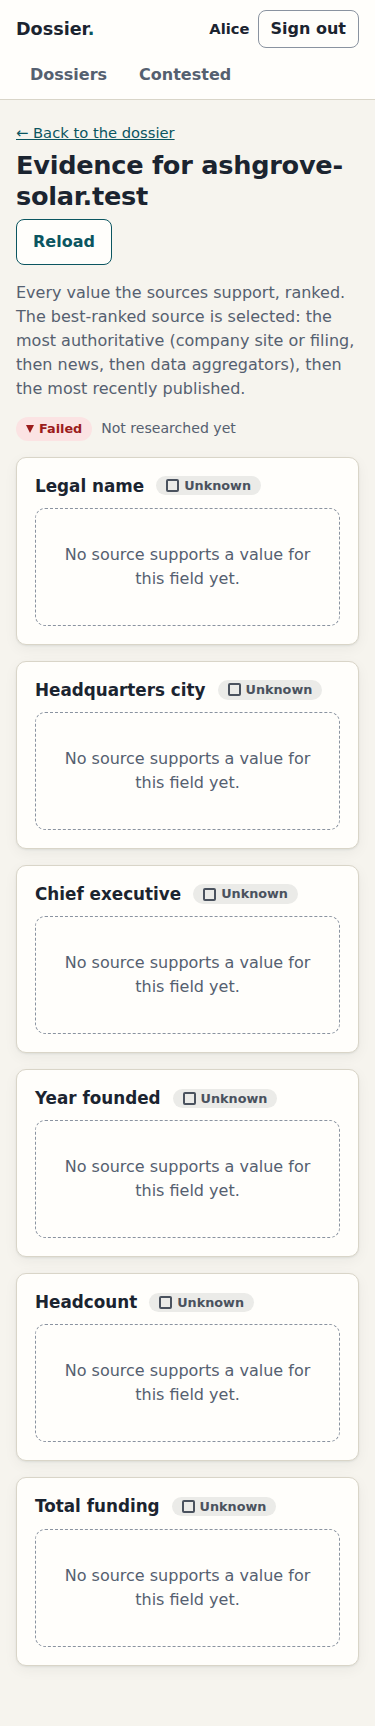 Dossier.
Alice
Sign out
Dossiers
Contested
← Back to the dossier
Evidence for ashgrove-
solar.test
Reload
Every value the sources support, ranked.
The best-ranked source is selected: the
most authoritative (company site or filing,
then news, then data aggregators), then
the most recently published.
Failed Not researched yet
Legal name Unknown
No source supports a value for
this field yet.
Headquarters city Unknown
No source supports a value for
this field yet.
Chief executive Unknown
No source supports a value for
this field yet.
Year founded Unknown
No source supports a value for
this field yet.
Headcount Unknown
No source supports a value for
this field yet.
Total funding Unknown
No source supports a value for
this field yet.